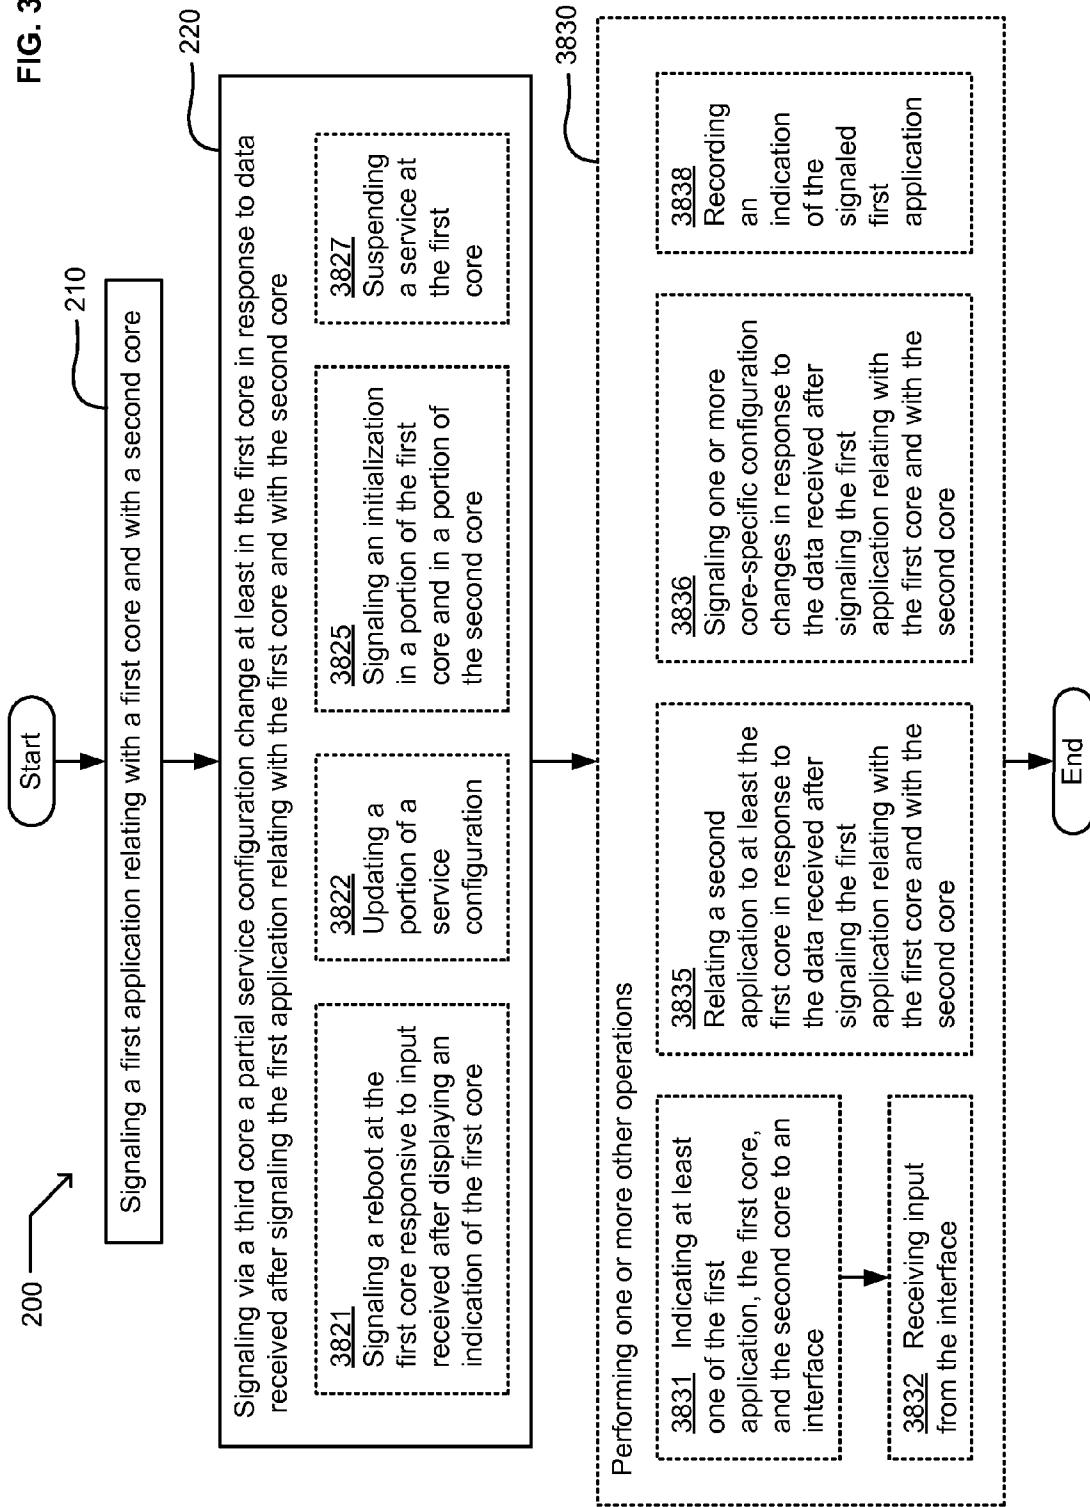 FIG. 3
200
Start
210
Signaling a first application relating with a first core and with a second core
220
Signaling via a third core a partial service configuration change at least in the first core in response to data
received after signaling the first application relating with the first core and with the second core
3821
Signaling a reboot at the
first core responsive to input
received after displaying an
indication of the first core
3822
Updating a
portion of a
service
configuration
3825
Signaling an initialization
in a portion of the first
core and in a portion of
the second core
3827
Suspending
a service at
the first
core
3830
Performing one or more other operations
3831 Indicating at least
one of the first
application, the first core,
and the second core to an
interface
3832 Receiving input
from the interface
3835
Relating a second
application to at least the
first core in response to
the data received after
signaling the first
application relating with
the first core and with the
second core
3836
Signaling one or more
core-specific configuration
changes in response to
the data received after
signaling the first
application relating with
the first core and with the
second core
3838
Recording
an
indication
of the
signaled
first
application
End